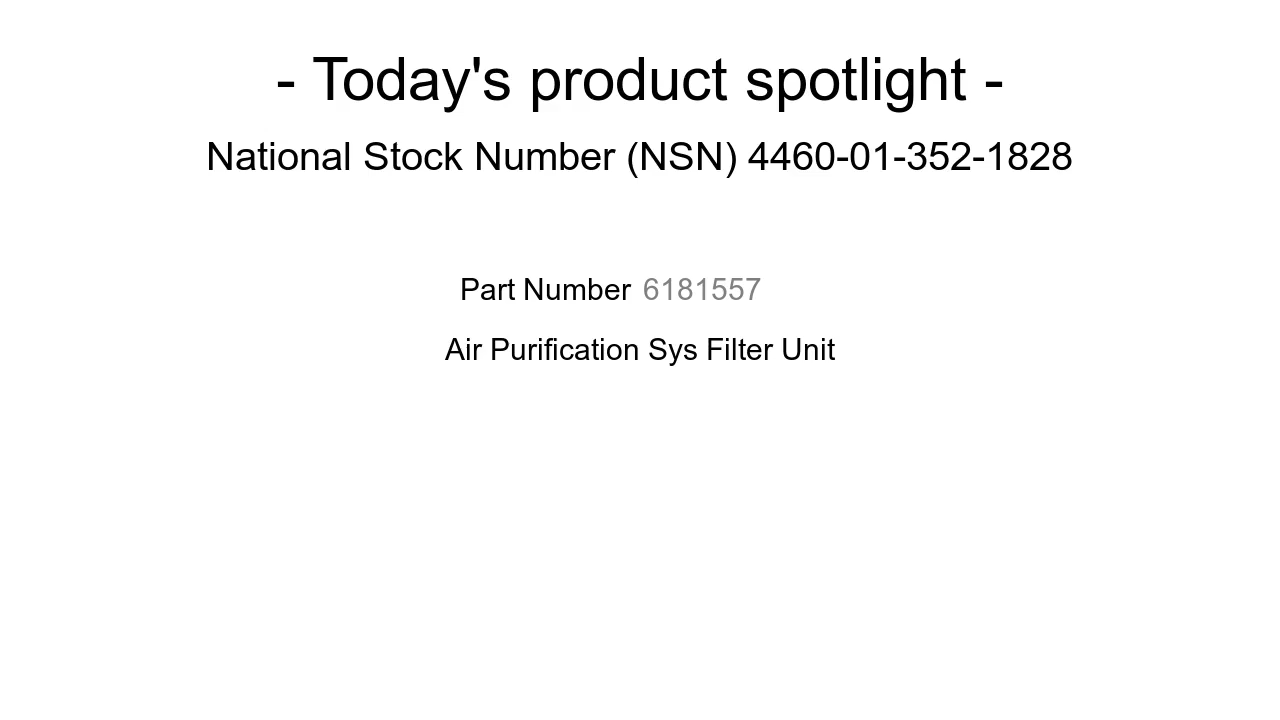 - Today's product spotlight -
National Stock Number (NSN) 4460-01-352-1828
Part Number 6181557
Air Purification Sys Filter Unit